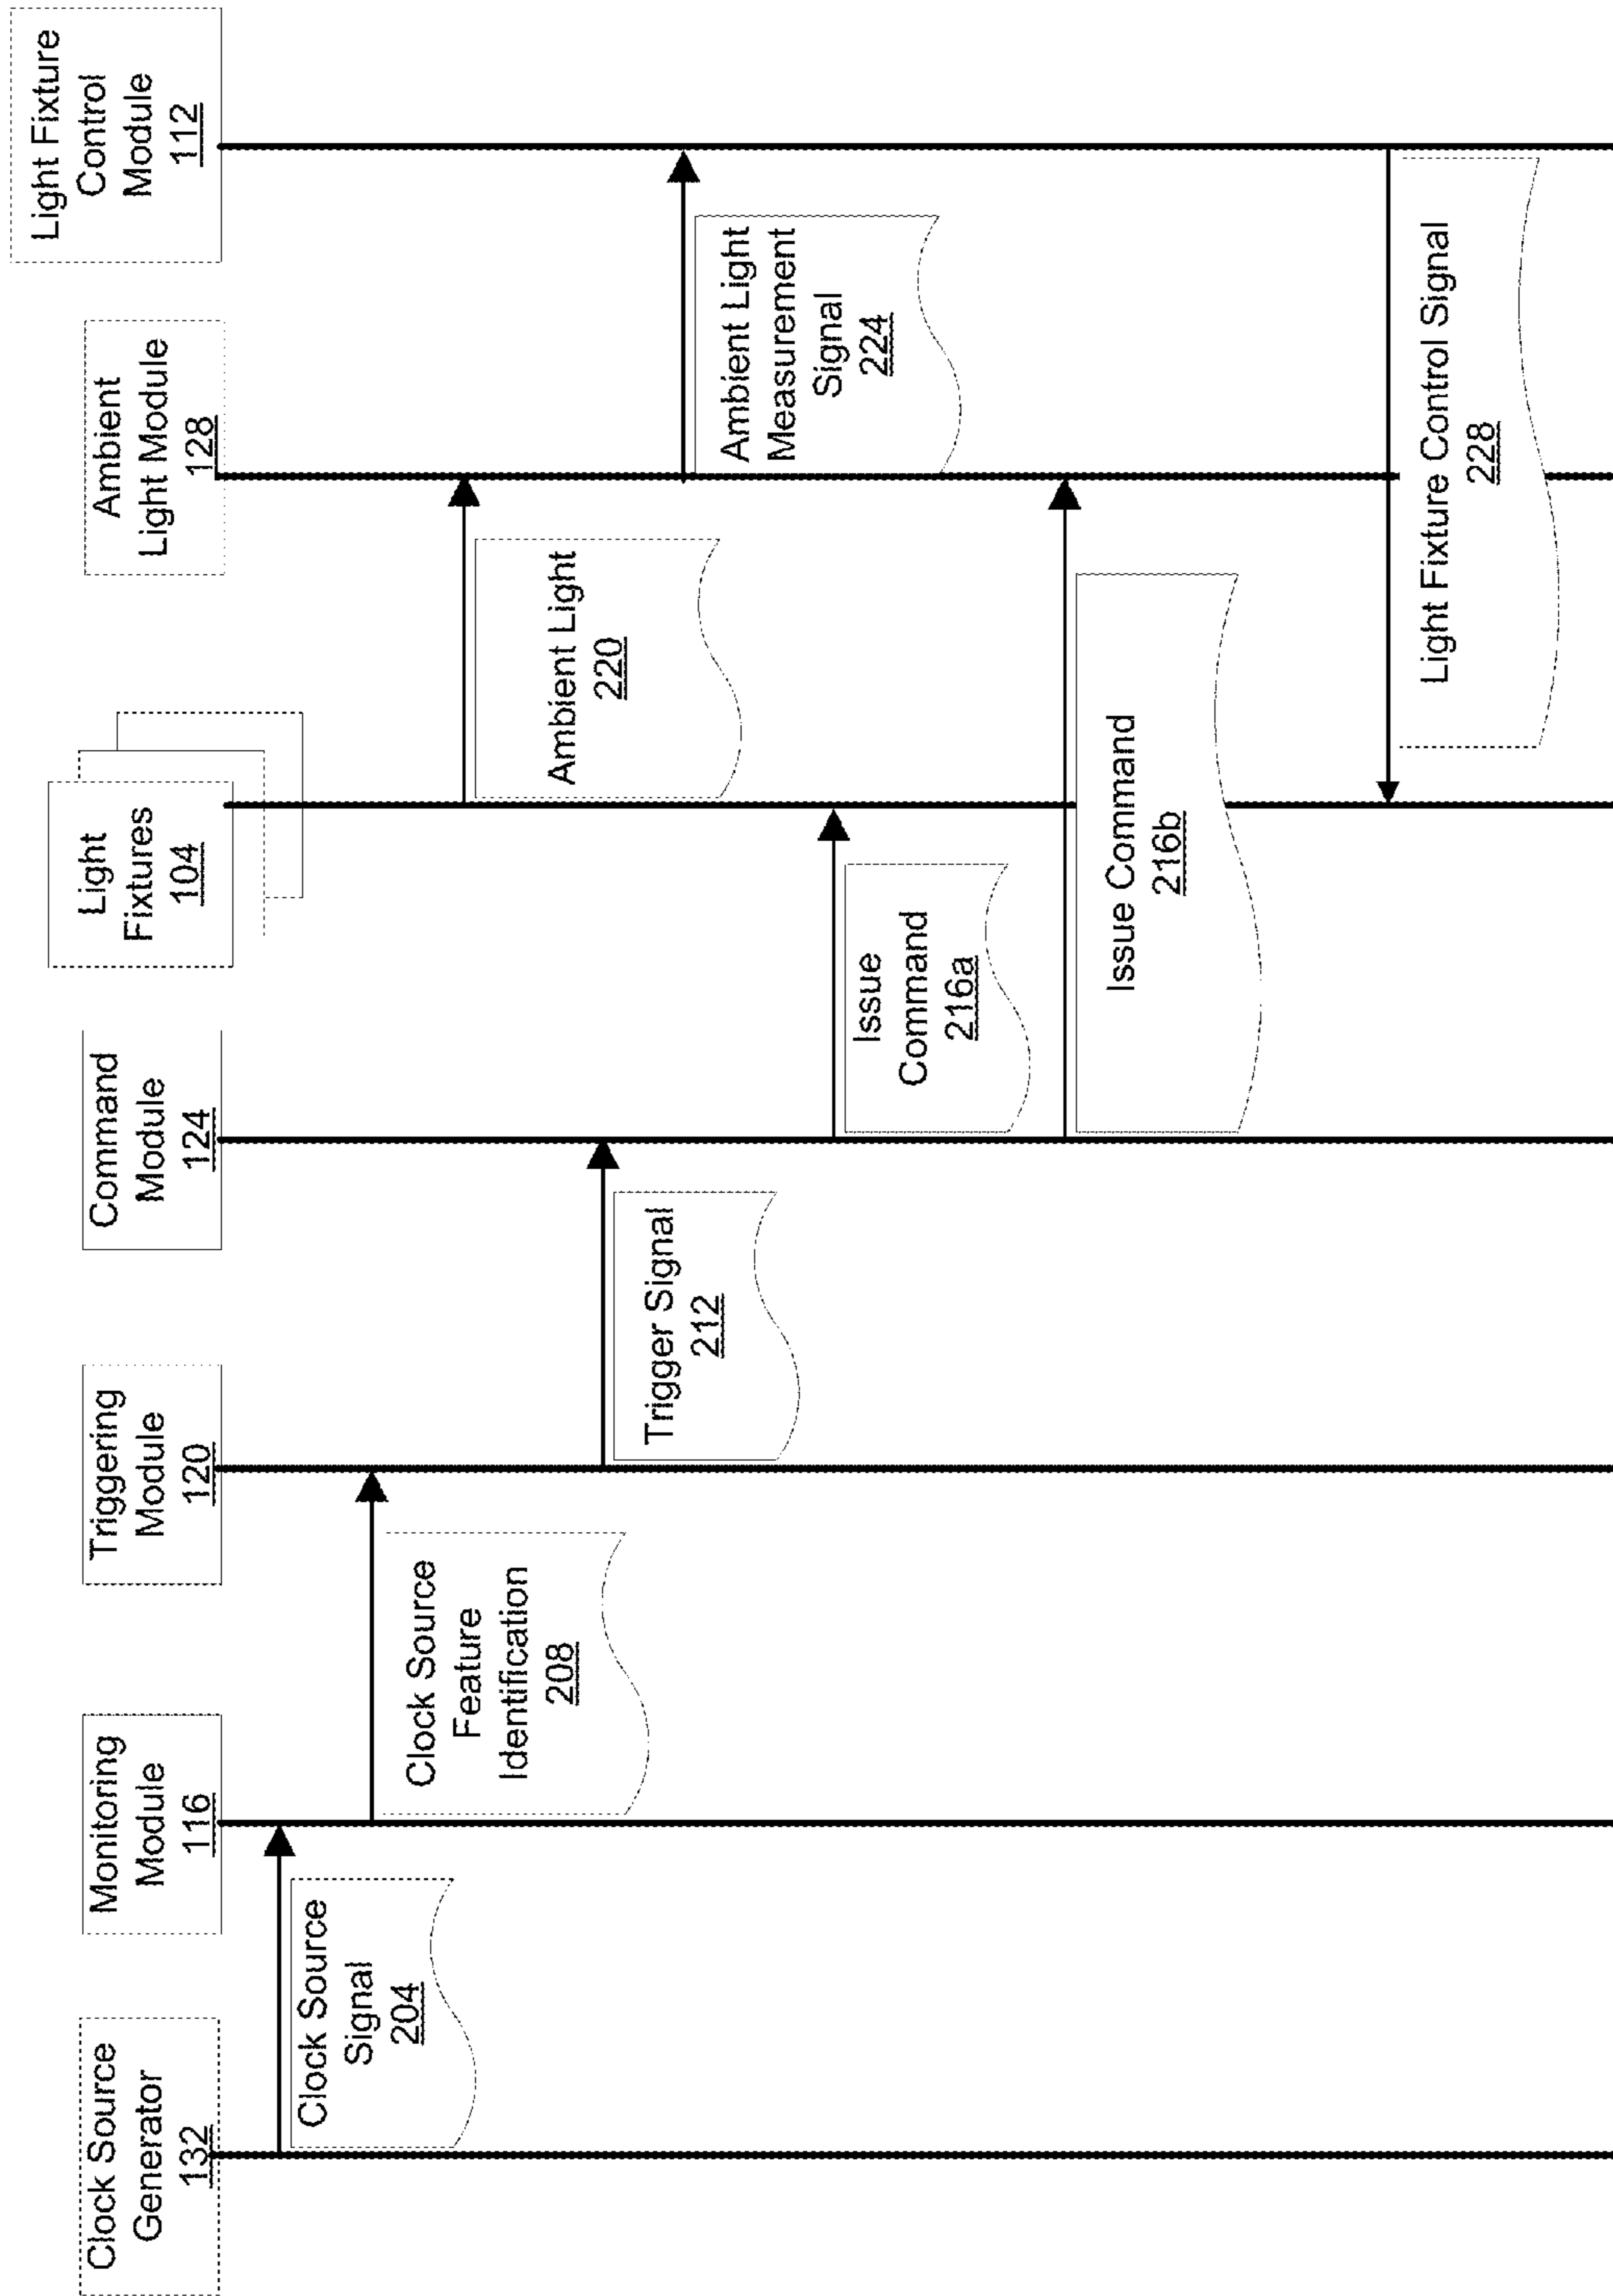 Clock Source
Generator
132
Monitoring
Module
116
Triggering
Module
120
Command
Module
124
Light
Fixtures
104
Ambient
Light Module
128
Light Fixture
Control
Module
112
Clock Source
Signal
204
Clock Source
Feature
Identification
208
Trigger Signal
212
Issue
Command
216a
Issue Command
216b
Ambient Light
220
Ambient Light
Measurement
Signal
224
Light Fixture Control Signal
228